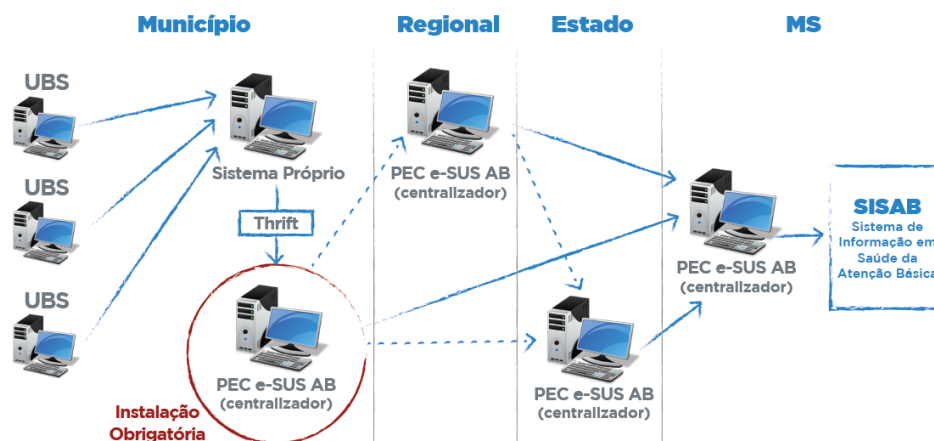 Município
Regional
Estado
MS
UBS
UBS
UBS
Sistema Próprio
Thrift
PEC e-SUS AB
(centralizador)
Instalação
Obrigatória
PEC e-SUS AB
(centralizador)
PEC e-SUS AB
(centralizador)
PEC e-SUS AB
(centralizador)
SISAB
Sistema de
Informação em
Saúde da
Atenção Básica